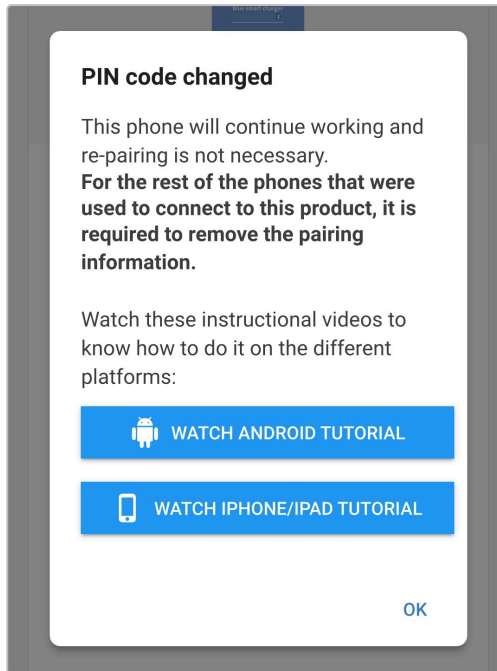 blue smart charger
PIN code changed
This phone will continue working and
re-pairing is not necessary.
For the rest of the phones that were
used to connect to this product, it is
required to remove the pairing
information.
Watch these instructional videos to
know how to do it on the different
platforms:
WATCH ANDROID TUTORIAL
WATCH IPHONE/IPAD TUTORIAL
OK